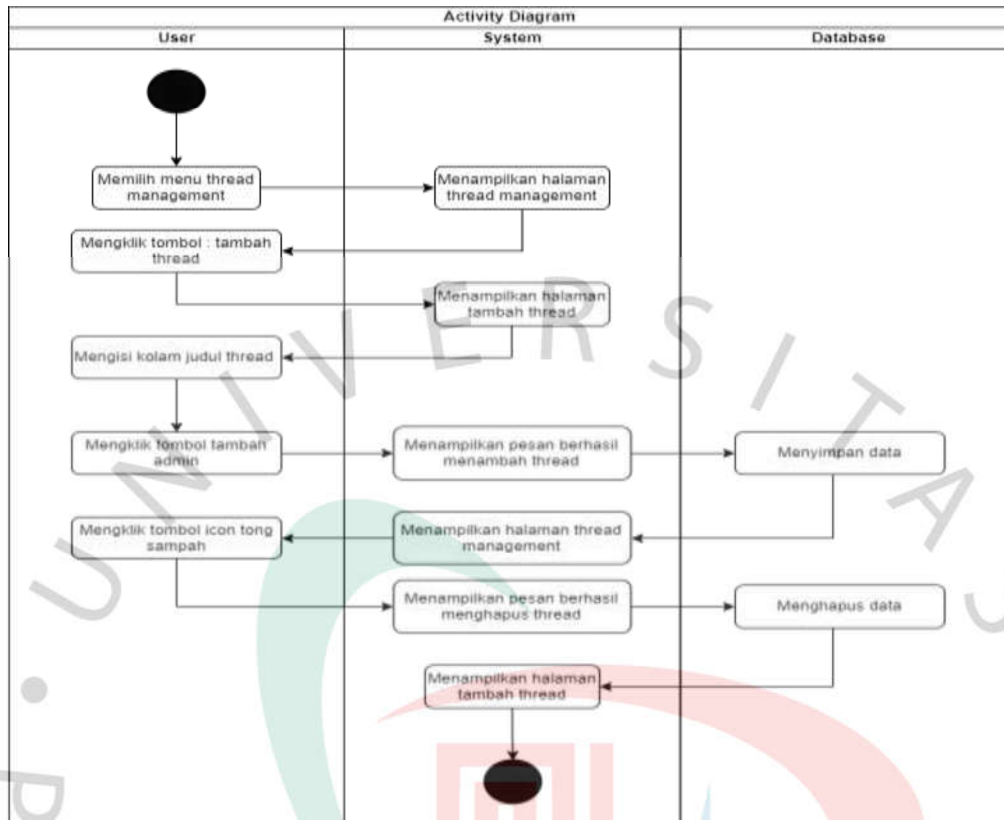 Activity Diagram
User
System
Database
Memilih menu thread
management
Menampilkan halaman
thread management
Mengklik tombol : tambah
thread
Menampilkan halaman
tambah thread
Mengisi kolam judul thread
Mengklik tombol tambah
admin
Menampilkan pesan berhasil
menambah thread
Menyimpan data
Mengklik tombol icon tong
sampah
Menampilkan halaman thread
management
Menampilkan pesan berhasil
menghapus thread
Menghapus data
Menampilkan halaman
tambah thread
P . UNIVERSITAS